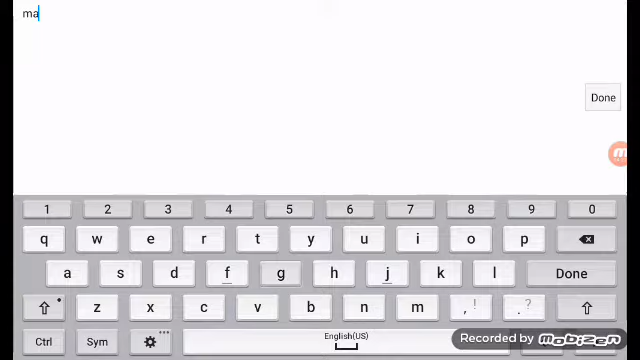 ma
Done
1 2 3 4 5 6 7 8 9 0
q w e r t y u i o p
a s d f g h j k l Done
z x c v b n m , ! . ?
Ctrl Sym English(US)
Recorded by mobizen